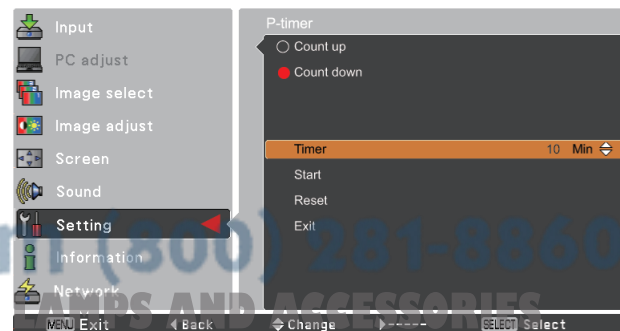 Input
PC adjust
Image select
Image adjust
Screen
Sound
Setting
Information
Network
P-timer
Count up
Count down
Timer 10 Min
Start
Reset
Exit
(800) 281-8860
LAMPS AND ACCESSORIES
MENU Exit Back Change ----- SELECT Select